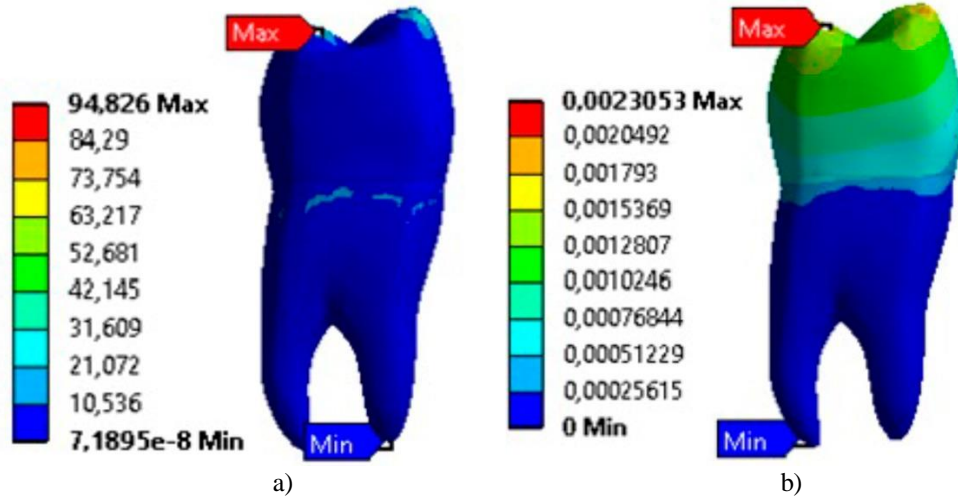 Max
94,826 Max
84,29
73,754
63,217
52,681
42,145
31,609
21,072
10,536
7,1895e-8 Min
Min
a)
Max
0,0023053 Max
0,0020492
0,001793
0,0015369
0,0012807
0,0010246
0,00076844
0,00051229
0,00025615
0 Min
Min
b)